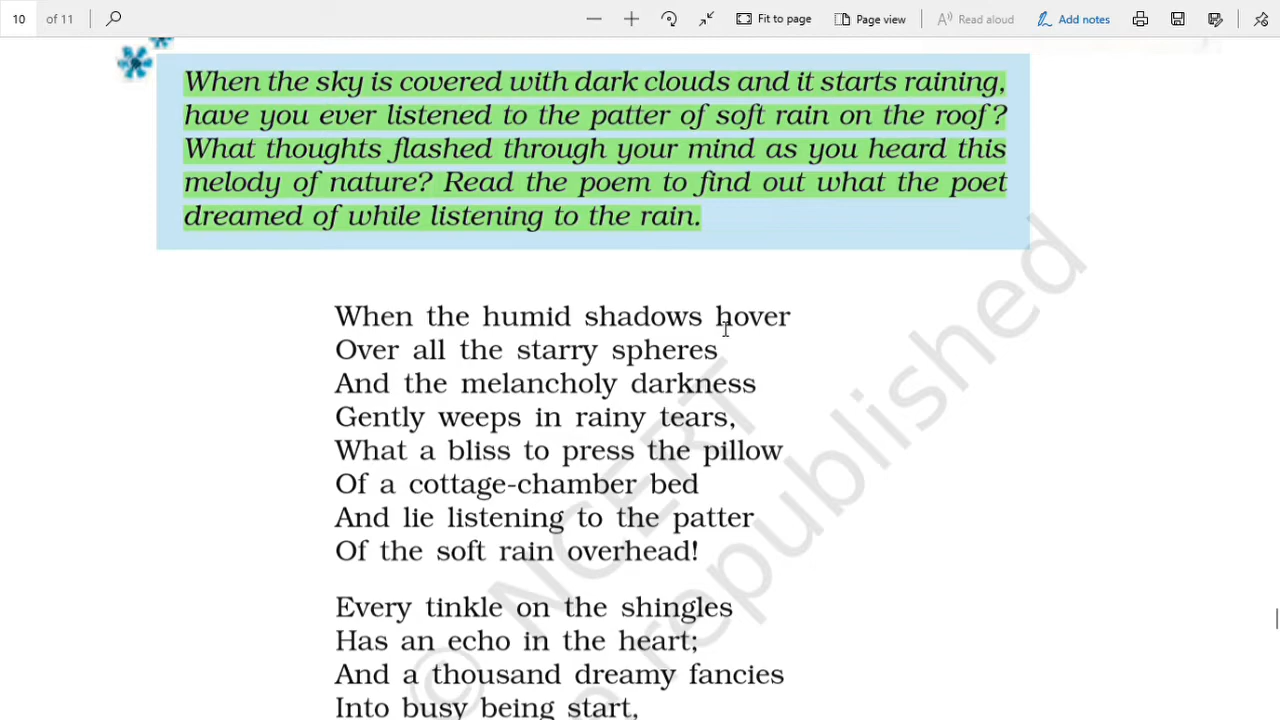 10 of 11 Fit to page Page view Read aloud Add notes
When the sky is covered with dark clouds and it starts raining,
have you ever listened to the patter of soft rain on the roof?
What thoughts flashed through your mind as you heard this
melody of nature? Read the poem to find out what the poet
dreamed of while listening to the rain.
When the humid shadows hover
Over all the starry spheres
And the melancholy darkness
Gently weeps in rainy tears,
What a bliss to press the pillow
Of a cottage-chamber bed
And lie listening to the patter
Of the soft rain overhead!
Every tinkle on the shingles
Has an echo in the heart;
And a thousand dreamy fancies
Into busy being start,
© NCERT
republished